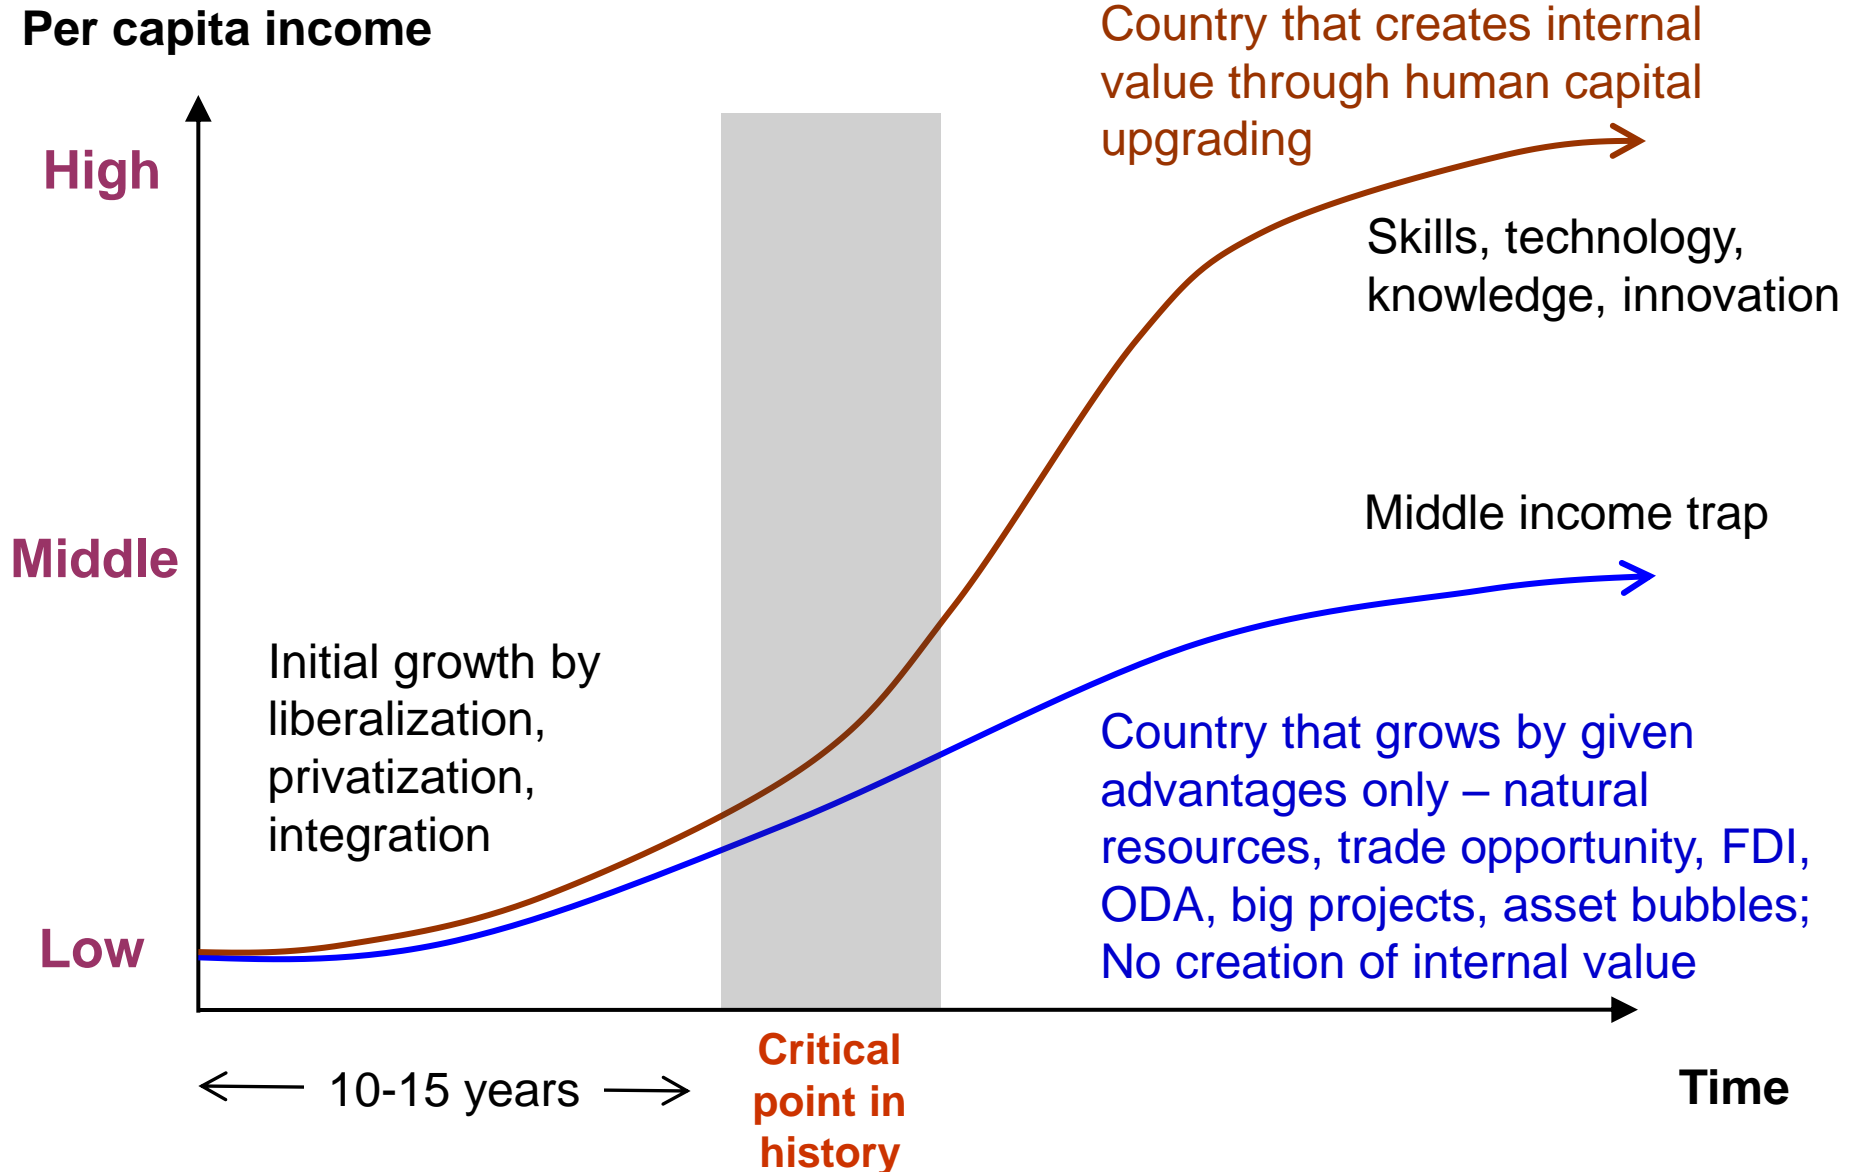 Per capita income
Country that creates internal
value through human capital
upgrading
High
Skills, technology,
knowledge, innovation
Middle income trap
Middle
Initial growth by
liberalization,
privatization,
integration
Country that grows by given
advantages only – natural
resources, trade opportunity, FDI,
ODA, big projects, asset bubbles;
No creation of internal value
Low
10-15 years
Critical
point in
history
Time